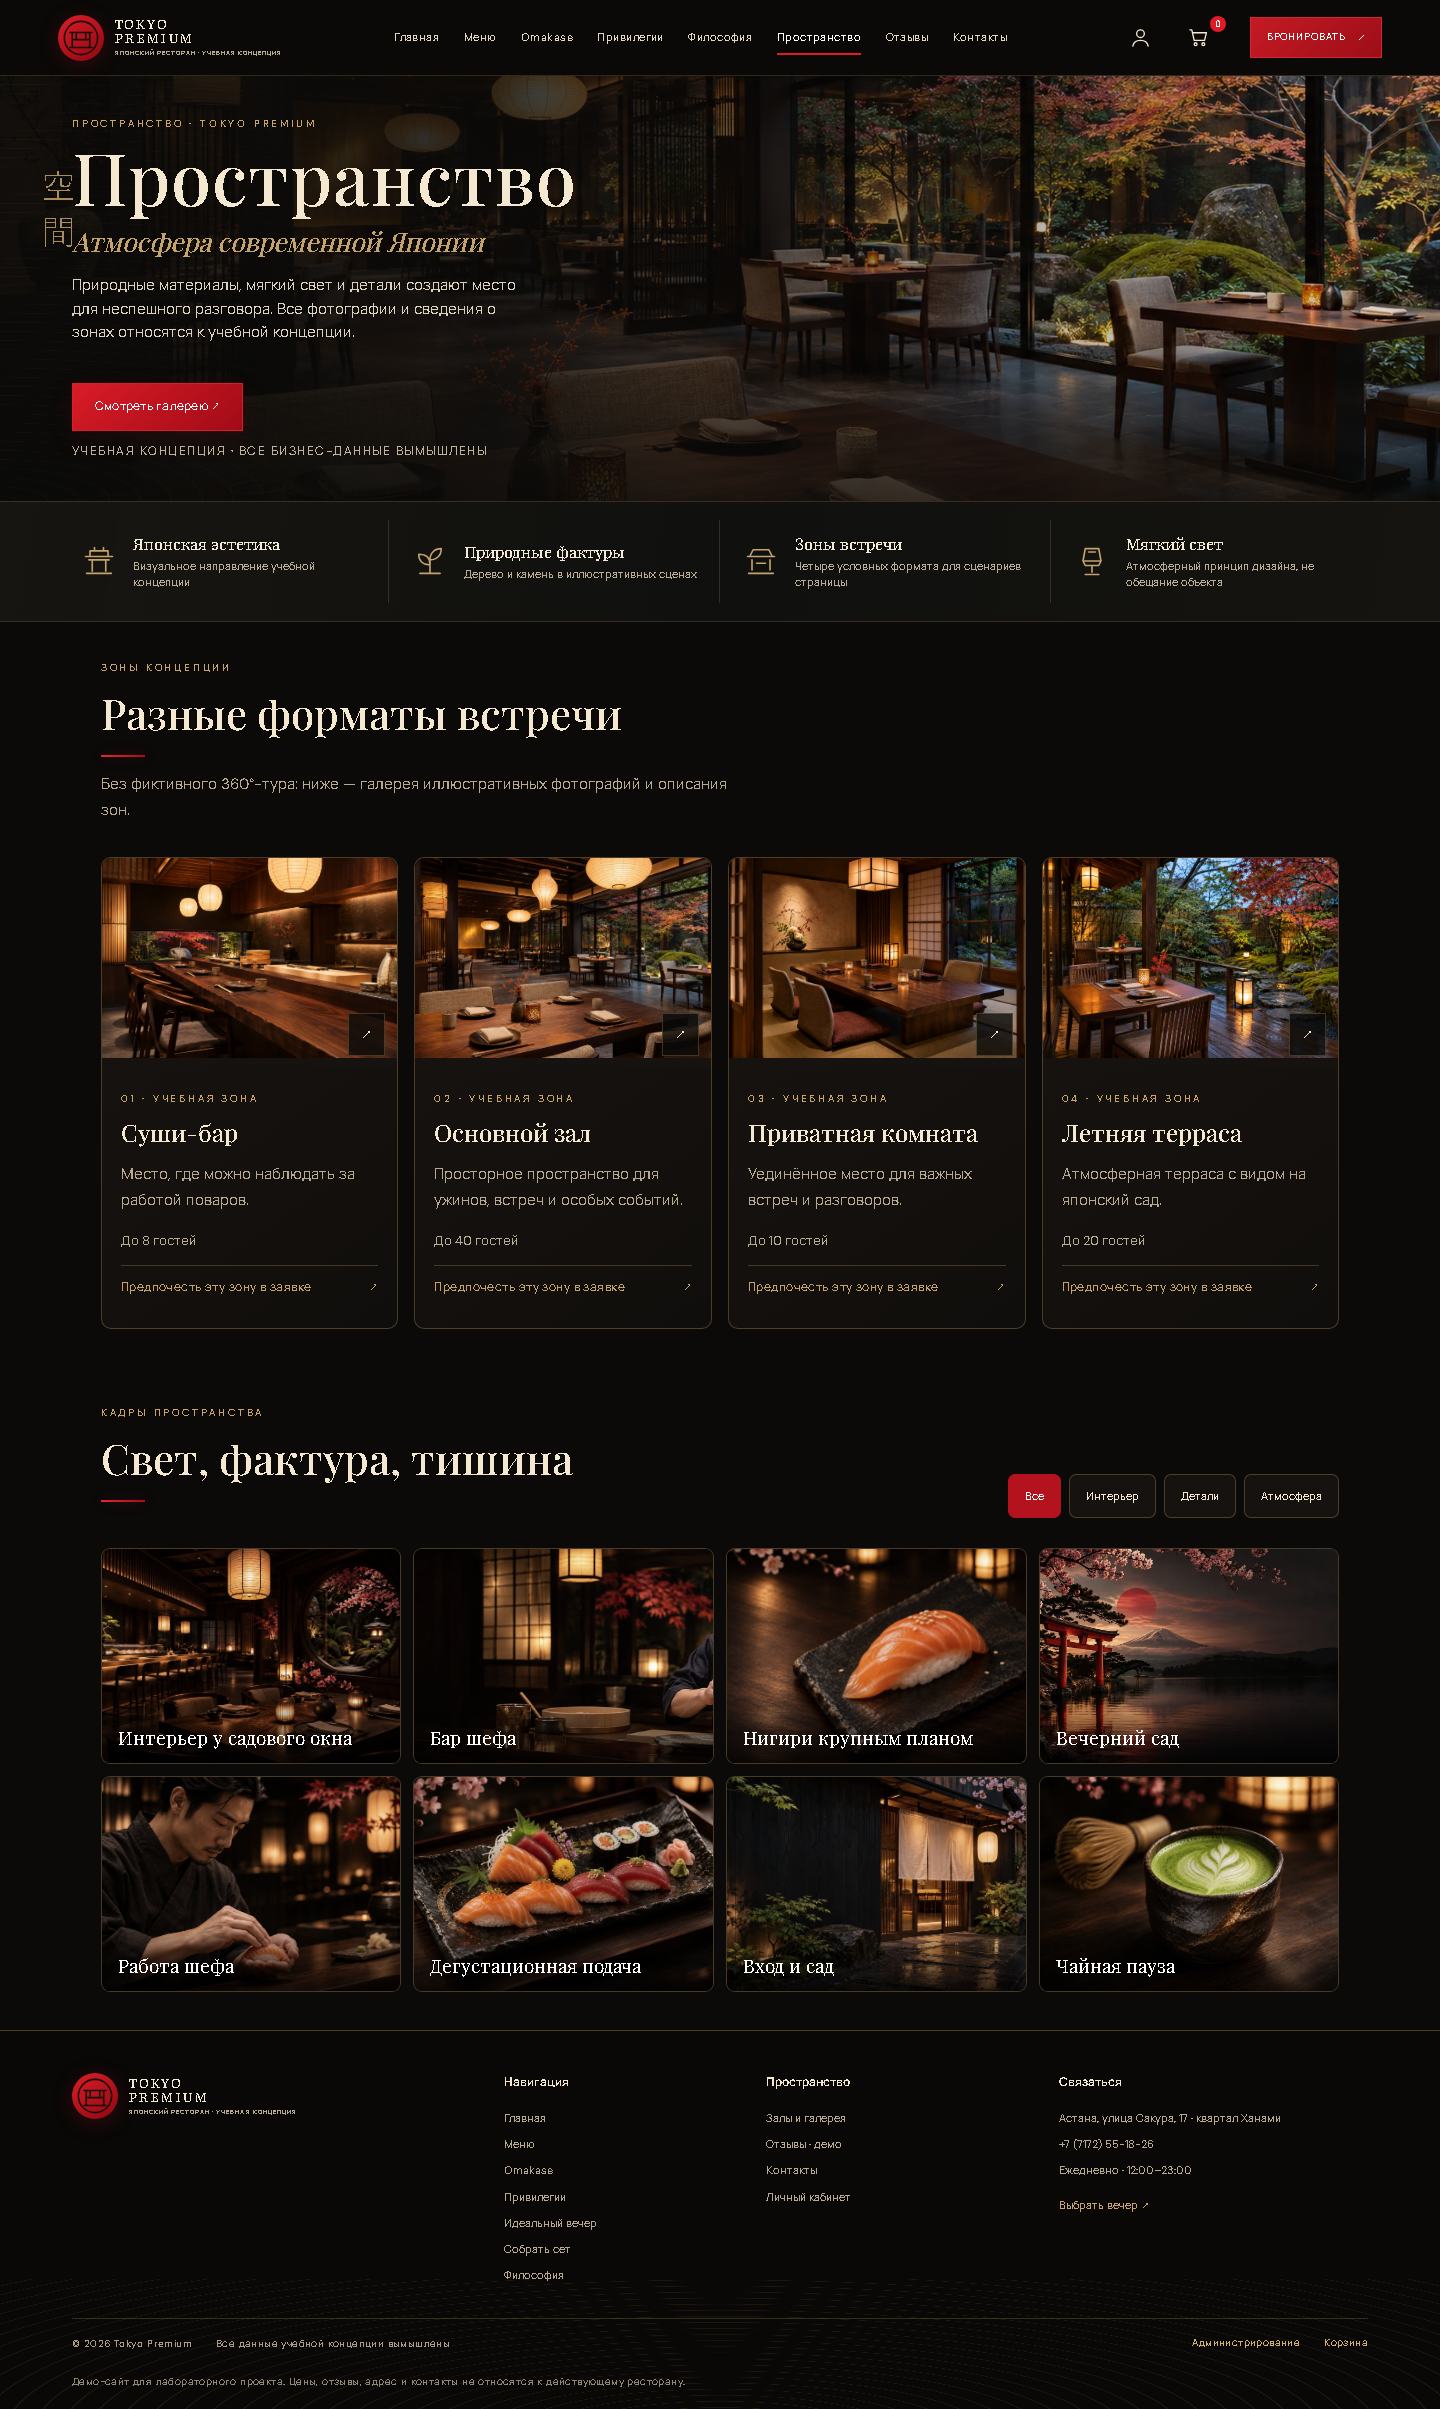 TOKYO
PREMIUM
ЯПОНСКИЙ РЕСТОРАН · УЧЕБНАЯ КОНЦЕПЦИЯ
Главная
Меню
Omakase
Привилегии
Философия
Пространство
Отзывы
Контакты
0
БРОНИРОВАТЬ ↗
ПРОСТРАНСТВО · TOKYO PREMIUM
空間
Пространство
Атмосфера современной Японии
Природные материалы, мягкий свет и детали создают место
для неспешного разговора. Все фотографии и сведения о
зонах относятся к учебной концепции.
Смотреть галерею ↗
УЧЕБНАЯ КОНЦЕПЦИЯ · ВСЕ БИЗНЕС-ДАННЫЕ ВЫМЫШЛЕНЫ
Японская эстетика
Визуальное направление учебной
концепции
Природные фактуры
Дерево и камень в иллюстративных сценах
Зоны встречи
Четыре условных формата для сценариев
страницы
Мягкий свет
Атмосферный принцип дизайна, не
обещание объекта
ЗОНЫ КОНЦЕПЦИИ
Разные форматы встречи
Без фиктивного 360°-тура: ниже — галерея иллюстративных фотографий и описания
зон.
↗
↗
↗
↗
01 · УЧЕБНАЯ ЗОНА
Суши-бар
Место, где можно наблюдать за
работой поваров.
До 8 гостей
Предпочесть эту зону в заявке ↗
02 · УЧЕБНАЯ ЗОНА
Основной зал
Просторное пространство для
ужинов, встреч и особых событий.
До 40 гостей
Предпочесть эту зону в заявке ↗
03 · УЧЕБНАЯ ЗОНА
Приватная комната
Уединённое место для важных
встреч и разговоров.
До 10 гостей
Предпочесть эту зону в заявке ↗
04 · УЧЕБНАЯ ЗОНА
Летняя терраса
Атмосферная терраса с видом на
японский сад.
До 20 гостей
Предпочесть эту зону в заявке ↗
КАДРЫ ПРОСТРАНСТВА
Свет, фактура, тишина
Все
Интерьер
Детали
Атмосфера
Интерьер у садового окна
Бар шефа
Нигири крупным планом
Вечерний сад
Работа шефа
Дегустационная подача
Вход и сад
Чайная пауза
TOKYO
PREMIUM
ЯПОНСКИЙ РЕСТОРАН · УЧЕБНАЯ КОНЦЕПЦИЯ
Навигация
Главная
Меню
Omakase
Привилегии
Идеальный вечер
Собрать сет
Философия
Пространство
Залы и галерея
Отзывы · демо
Контакты
Личный кабинет
Связаться
Астана, улица Сакура, 17 · квартал Ханами
+7 (7172) 55-18-26
Ежедневно · 12:00–23:00
Выбрать вечер ↗
© 2026 Tokyo Premium
Все данные учебной концепции вымышлены
Администрирование
Корзина
Демо-сайт для лабораторного проекта. Цены, отзывы, адрес и контакты не относятся к действующему ресторану.